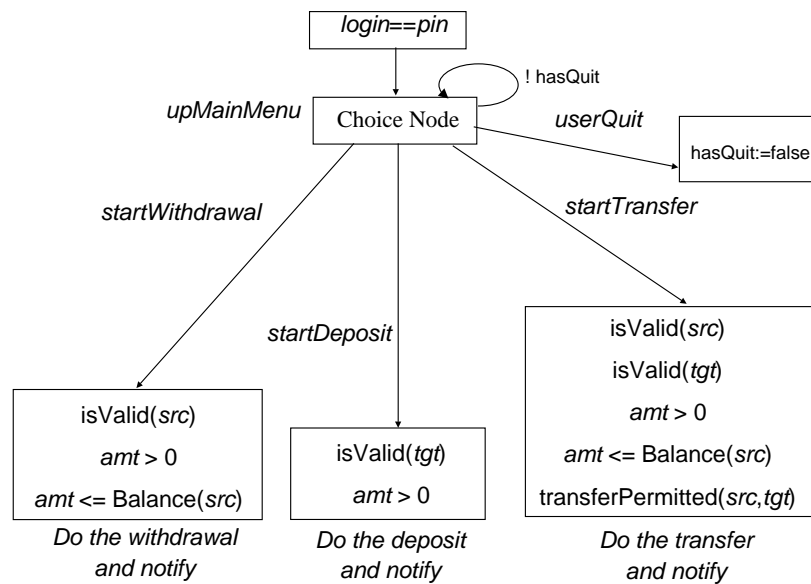 login==pin
! hasQuit
upMainMenu
Choice Node
userQuit
hasQuit:=false
startWithdrawal
startTransfer
startDeposit
isValid(src)
amt > 0
amt <= Balance(src)
Do the withdrawal
and notify
isValid(tgt)
amt > 0
Do the deposit
and notify
isValid(src)
isValid(tgt)
amt > 0
amt <= Balance(src)
transferPermitted(src,tgt)
Do the transfer
and notify